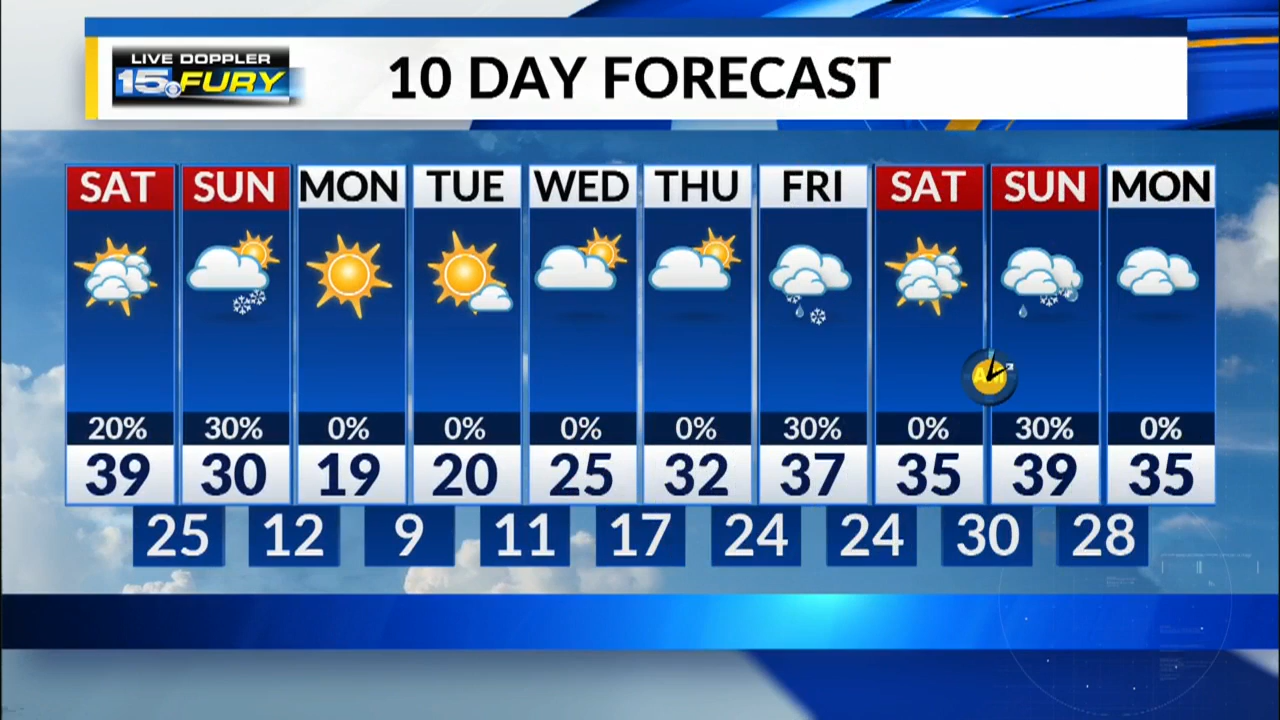 LIVE DOPPLER
15 FURY
10 DAY FORECAST
SAT SUN MON TUE WED THU FRI SAT SUN MON
AM
20% 30% 0% 0% 0% 0% 30% 0% 30% 0%
39 30 19 20 25 32 37 35 39 35
25 12 9 11 17 24 24 30 28